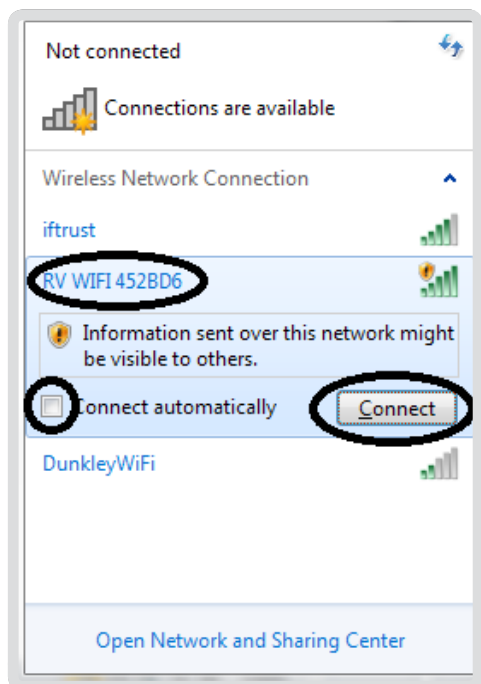 Not connected
Connections are available
Wireless Network Connection
iftrust
RV WIFI 452BD6
Information sent over this network might
be visible to others.
Connect automatically
Connect
DunkleyWiFi
Open Network and Sharing Center